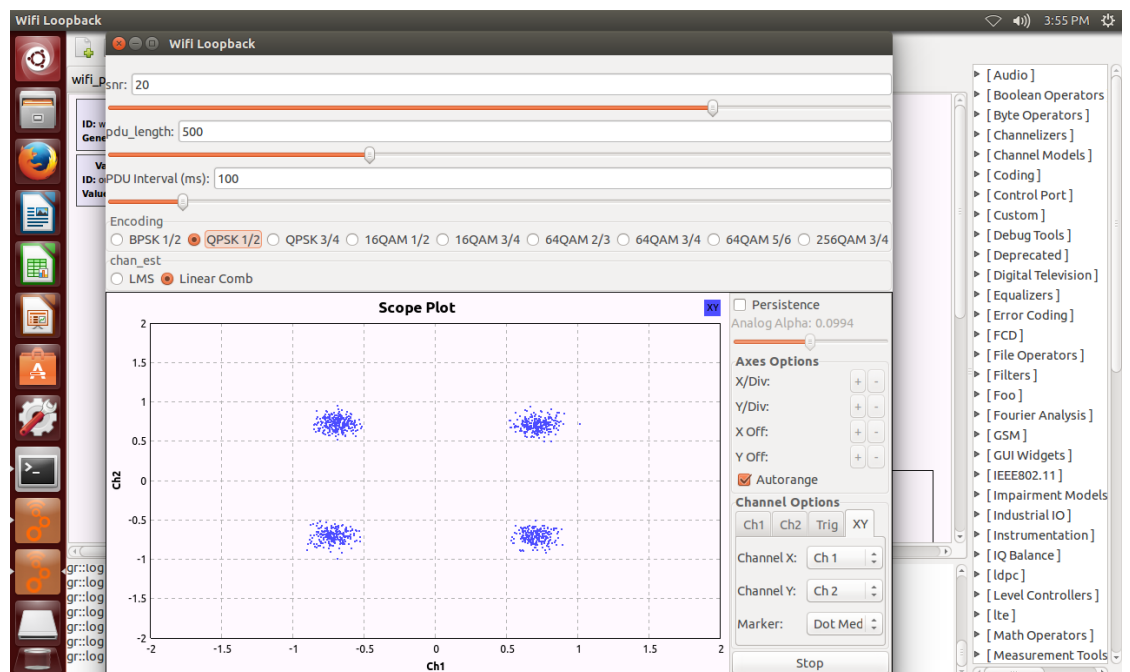 Wifi Loopback
3:55 PM
Wifi Loopback
wifi_p
ID: w
Gene
Va
ID: o
Value
snr: 20
pdu_length: 500
PDU Interval (ms): 100
Encoding
BPSK 1/2 QPSK 1/2 QPSK 3/4 16QAM 1/2 16QAM 3/4 64QAM 2/3 64QAM 3/4 64QAM 5/6 256QAM 3/4
chan_est
LMS Linear Comb
Scope Plot
XY
2
1.5
1
0.5
0
-0.5
-1
-1.5
-2
Ch2
-2 -1.5 -1 -0.5 0 0.5 1 1.5 2
Ch1
Persistence
Analog Alpha: 0.0994
Axes Options
X/Div: + -
Y/Div: + -
X Off: + -
Y Off: + -
Autorange
Channel Options
Ch1 Ch2 Trig XY
Channel X: Ch 1
Channel Y: Ch 2
Marker: Dot Med
Stop
gr::log
gr::log
gr::log
gr::log
gr::log
gr::log
gr::log
[ Audio ]
[ Boolean Operators
[ Byte Operators ]
[ Channelizers ]
[ Channel Models ]
[ Coding ]
[ Control Port ]
[ Custom ]
[ Debug Tools ]
[ Deprecated ]
[ Digital Television ]
[ Equalizers ]
[ Error Coding ]
[ FCD ]
[ File Operators ]
[ Filters ]
[ Foo ]
[ Fourier Analysis ]
[ GSM ]
[ GUI Widgets ]
[ IEEE802.11 ]
[ Impairment Models
[ Industrial IO ]
[ Instrumentation ]
[ IQ Balance ]
[ ldpc ]
[ Level Controllers ]
[ lte ]
[ Math Operators ]
[ Measurement Tools